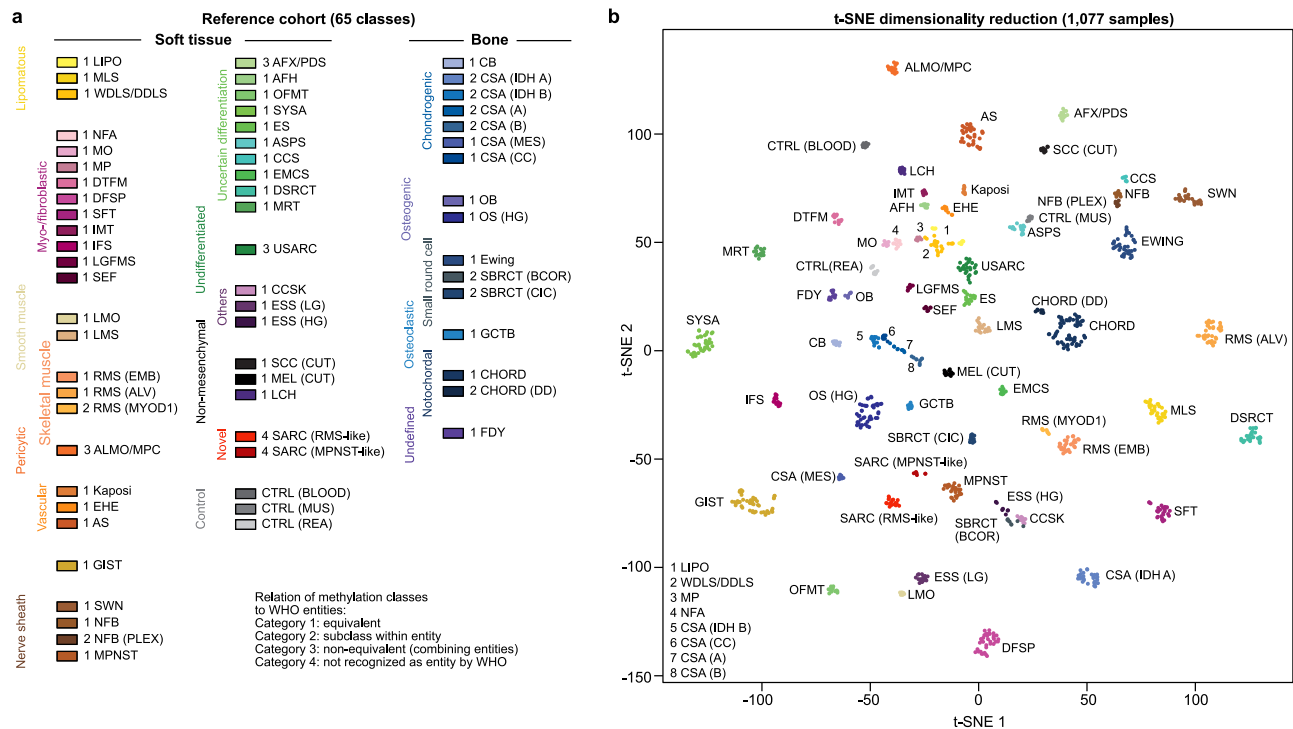 a
Reference cohort (65 classes)
Soft tissue
Bone
Lipomatous
1 LIPO
1 MLS
1 WDLS/DDLS
Myo-/fibroblastic
1 NFA
1 MO
1 MP
1 DTFM
1 DFSP
1 SFT
1 IMT
1 IFS
1 LGFMS
1 SEF
Smooth muscle
1 LMO
1 LMS
Skeletal muscle
1 RMS (EMB)
1 RMS (ALV)
2 RMS (MYOD1)
Pericytic
3 ALMO/MPC
Vascular
1 Kaposi
1 EHE
1 AS
1 GIST
Nerve sheath
1 SWN
1 NFB
2 NFB (PLEX)
1 MPNST
Uncertain differentiation
3 AFX/PDS
1 AFH
1 OFMT
1 SYSA
1 ES
1 ASPS
1 CCS
1 EMCS
1 DSRCT
1 MRT
Undifferentiated
3 USARC
Others
1 CCSK
1 ESS (LG)
1 ESS (HG)
Non-mesenchymal
1 SCC (CUT)
1 MEL (CUT)
1 LCH
Novel
4 SARC (RMS-like)
4 SARC (MPNST-like)
Control
CTRL (BLOOD)
CTRL (MUS)
CTRL (REA)
Chondrogenic
1 CB
2 CSA (IDH A)
2 CSA (IDH B)
2 CSA (A)
2 CSA (B)
1 CSA (MES)
1 CSA (CC)
Osteogenic
1 OB
1 OS (HG)
Small round cell
1 Ewing
2 SBRCT (BCOR)
2 SBRCT (CIC)
Osteoclastic
1 GCTB
Notochordal
1 CHORD
2 CHORD (DD)
Undefined
1 FDY
Relation of methylation classes
to WHO entities:
Category 1: equivalent
Category 2: subclass within entity
Category 3: non-equivalent (combining entities)
Category 4: not recognized as entity by WHO
b
t-SNE dimensionality reduction (1,077 samples)
t-SNE 2
100
50
0
-50
-100
-150
ALMO/MPC
AFX/PDS
AS
CTRL (BLOOD)
SCC (CUT)
LCH
CCS
IMT
Kaposi
NFB
SWN
AFH
EHE
NFB (PLEX)
DTFM
CTRL (MUS)
ASPS
MO
4
3
1
2
EWING
MRT
CTRL(REA)
USARC
FDY
OB
LGFMS
ES
SEF
CHORD (DD)
CHORD
SYSA
LMS
RMS (ALV)
CB
5
6
7
8
MEL (CUT)
EMCS
IFS
OS (HG)
GCTB
MLS
DSRCT
RMS (MYOD1)
SBRCT (CIC)
RMS (EMB)
SARC (MPNST-like)
CSA (MES)
MPNST
GIST
ESS (HG)
SARC (RMS-like)
SBRCT
(BCOR)
CCSK
SFT
OFMT
ESS (LG)
LMO
CSA (IDH A)
DFSP
1 LIPO
2 WDLS/DDLS
3 MP
4 NFA
5 CSA (IDH B)
6 CSA (CC)
7 CSA (A)
8 CSA (B)
-100
-50
0
50
100
t-SNE 1